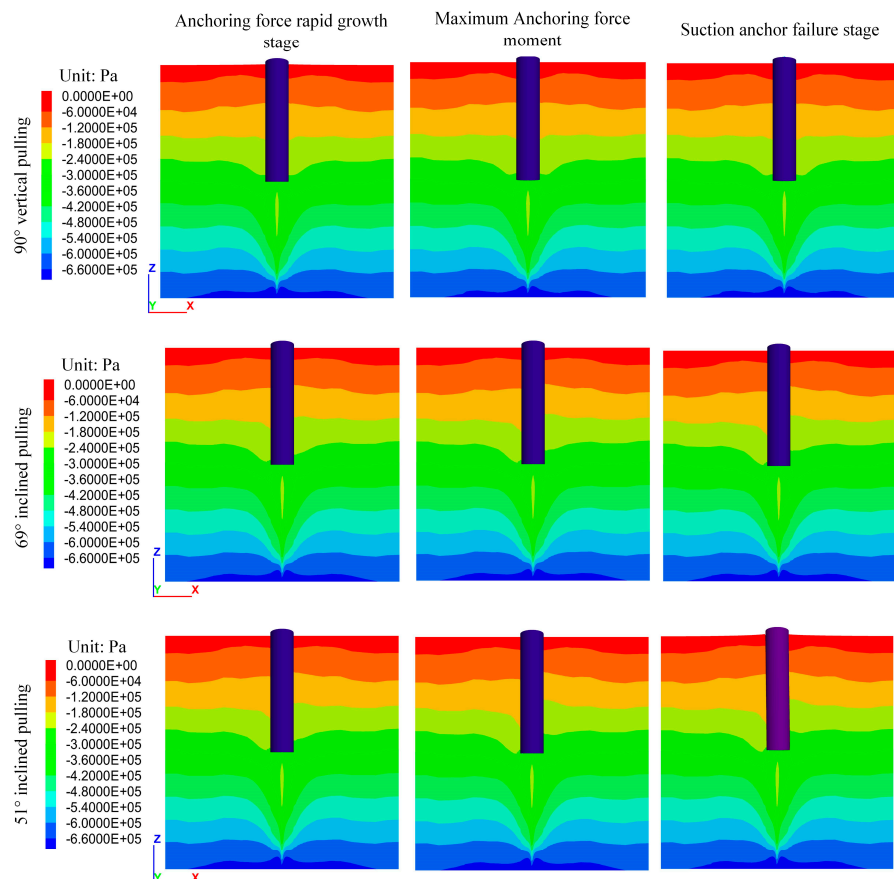 Anchoring force rapid growth
stage
Maximum Anchoring force
moment
Suction anchor failure stage
90° vertical pulling
Unit: Pa
0.0000E+00
-6.0000E+04
-1.2000E+05
-1.8000E+05
-2.4000E+05
-3.0000E+05
-3.6000E+05
-4.2000E+05
-4.8000E+05
-5.4000E+05
-6.0000E+05
-6.6000E+05
Z
Y
X
69° inclined pulling
Unit: Pa
0.0000E+00
-6.0000E+04
-1.2000E+05
-1.8000E+05
-2.4000E+05
-3.0000E+05
-3.6000E+05
-4.2000E+05
-4.8000E+05
-5.4000E+05
-6.0000E+05
-6.6000E+05
Z
Y
X
51° inclined pulling
Unit: Pa
0.0000E+00
-6.0000E+04
-1.2000E+05
-1.8000E+05
-2.4000E+05
-3.0000E+05
-3.6000E+05
-4.2000E+05
-4.8000E+05
-5.4000E+05
-6.0000E+05
-6.6000E+05
Z
Y
X